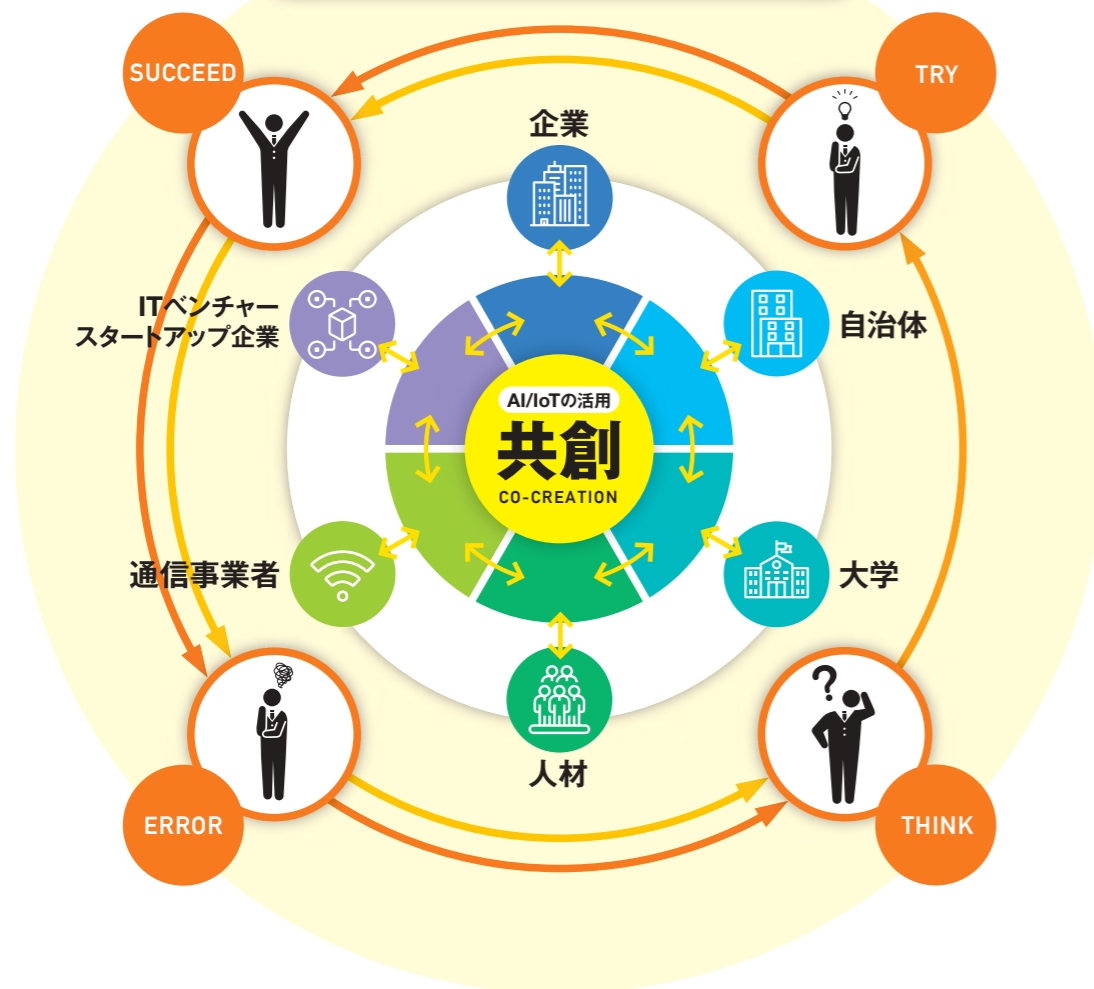 SUCCEED
TRY
企業
ITベンチャー
スタートアップ企業
自治体
AI/IoTの活用
共創
CO-CREATION
通信事業者
大学
人材
ERROR
THINK